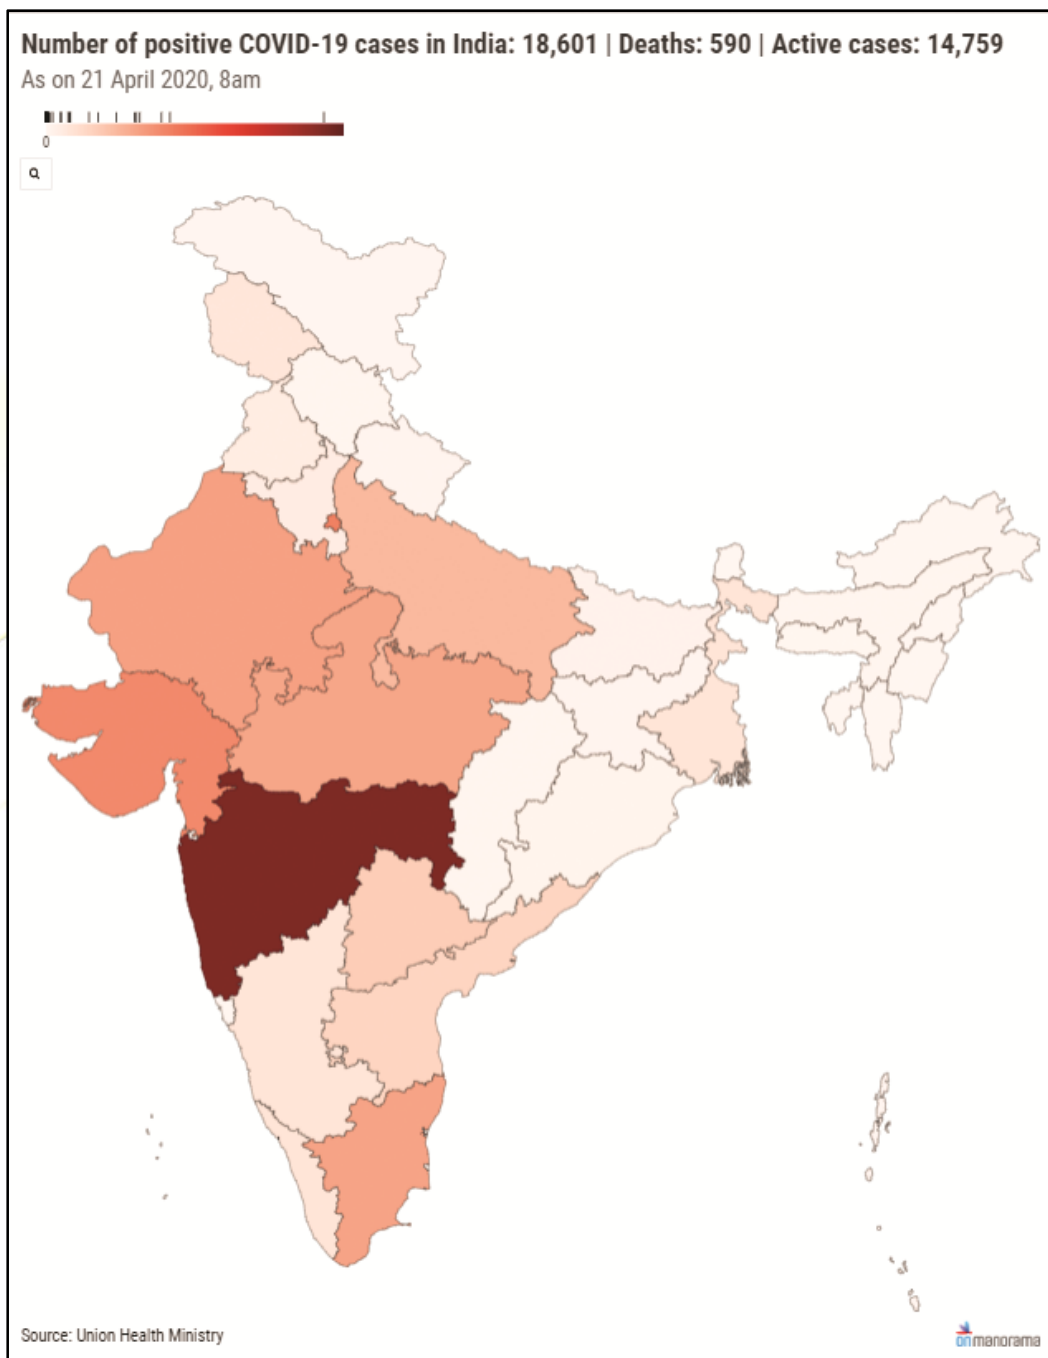 Number of positive COVID-19 cases in India: 18,601 | Deaths: 590 | Active cases: 14,759
As on 21 April 2020, 8am
0
Source: Union Health Ministry
onmanorama